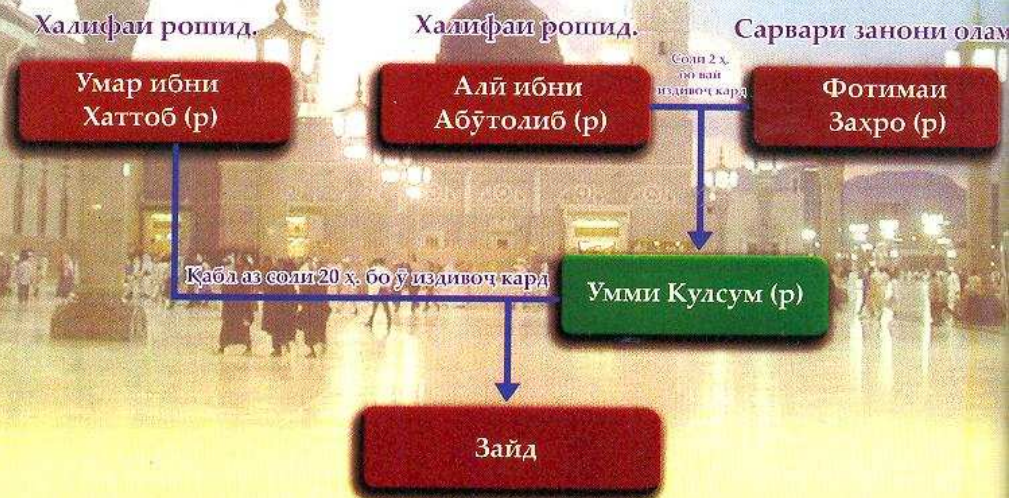 Халифаи рошид.
Халифаи рошид.
Сарвари занони олам
Умар ибни
Хаттоб (р)
Алӣ ибни
Абӯтолиб (р)
Соли 2 ҳ.
бо вай
издивоҷ кард
Фотимаи
Заҳро (р)
Қабл аз соли 20 ҳ. бо ӯ издивоҷ кард
Умми Кулсум (р)
Зайд